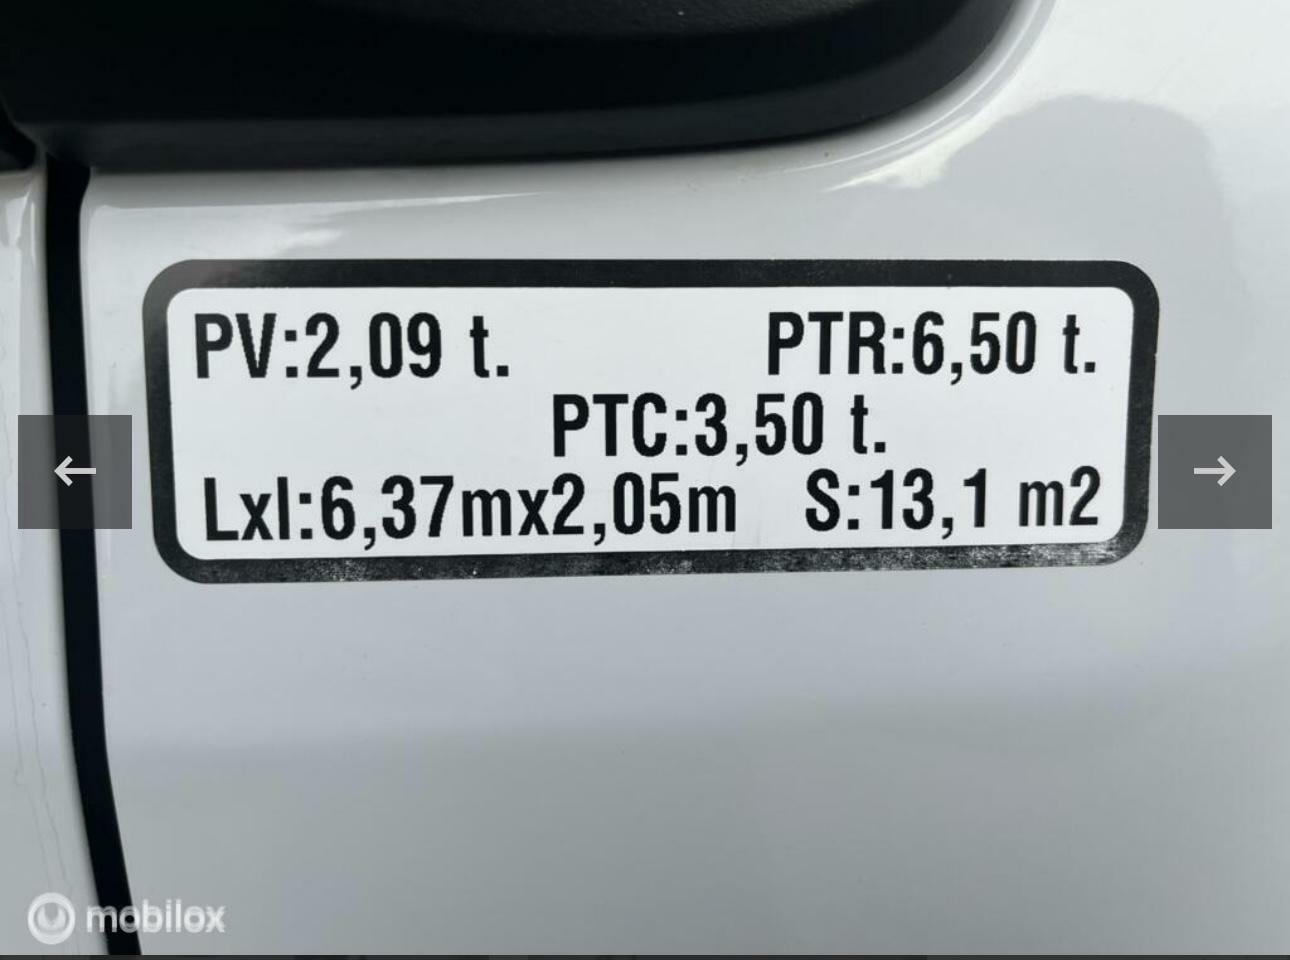 PV:2,09 t. PTR:6,50 t.
PTC:3,50 t.
Lxl:6,37mx2,05m S:13,1 m2
mobilox